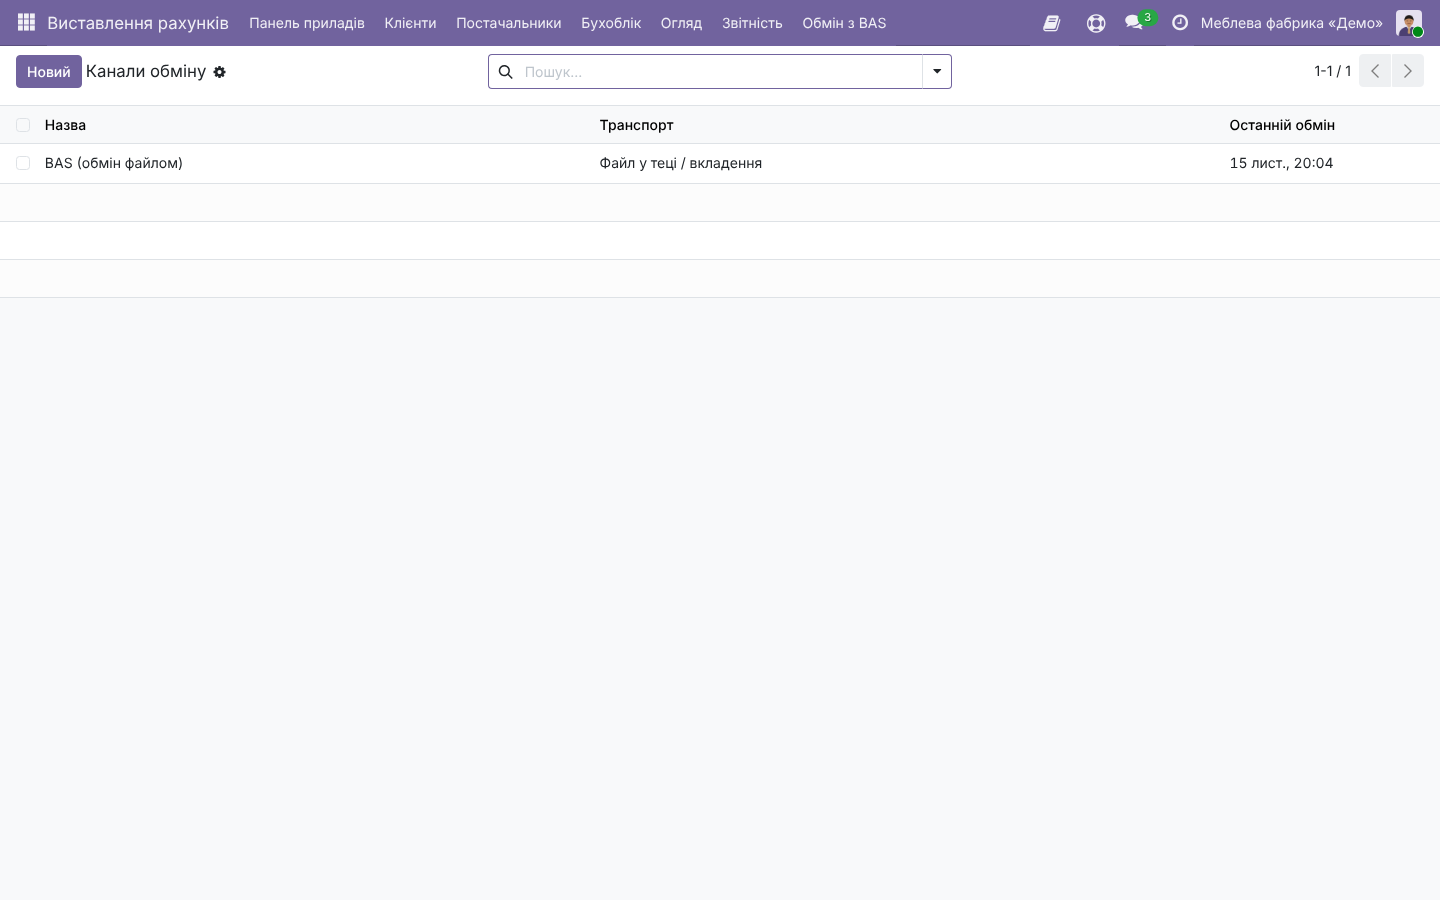 Виставлення рахунків Панель приладів Клієнти Постачальники Бухоблік Огляд Звітність Обмін з BAS 3 Меблева фабрика «Демо»
Новий Канали обміну Пошук... 1-1 / 1
Назва Транспорт Останній обмін
BAS (обмін файлом) Файл у теці / вкладення 15 лист., 20:04